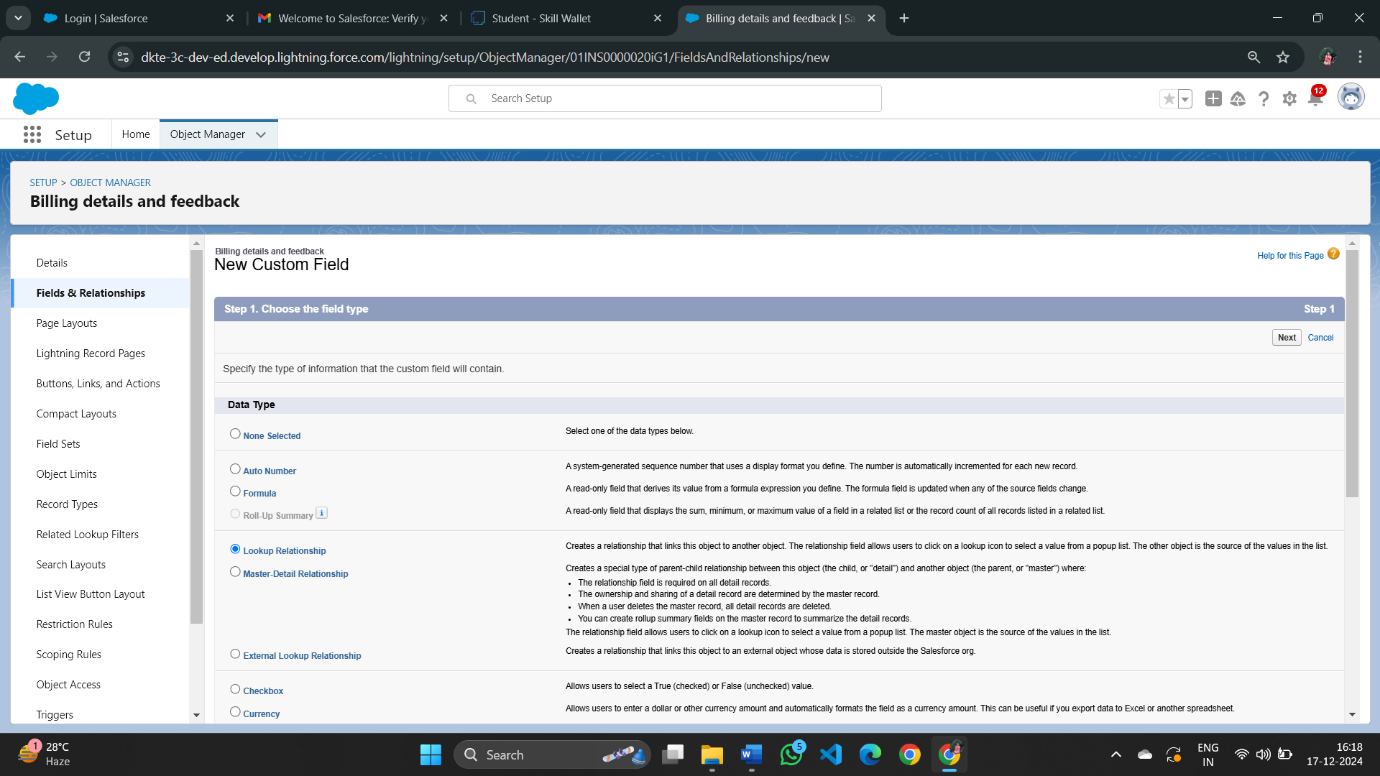 Login | Salesforce
Welcome to Salesforce: Verify y
Student - Skill Wallet
Billing details and feedback | Sa
dkte-3c-dev-ed.develop.lightning.force.com/lightning/setup/ObjectManager/01INS0000020iG1/FieldsAndRelationships/new
Search Setup
12
Setup
Home
Object Manager
SETUP > OBJECT MANAGER
Billing details and feedback
Details
Fields & Relationships
Page Layouts
Lightning Record Pages
Buttons, Links, and Actions
Compact Layouts
Field Sets
Object Limits
Record Types
Related Lookup Filters
Search Layouts
List View Button Layout
Restriction Rules
Scoping Rules
Object Access
Triggers
Billing details and feedback
New Custom Field
Help for this Page
Step 1. Choose the field type
Step 1
Next
Cancel
Specify the type of information that the custom field will contain.
Data Type
None Selected
Select one of the data types below.
Auto Number
A system-generated sequence number that uses a display format you define. The number is automatically incremented for each new record.
Formula
A read-only field that derives its value from a formula expression you define. The formula field is updated when any of the source fields change.
Roll-Up Summary
A read-only field that displays the sum, minimum, or maximum value of a field in a related list or the record count of all records listed in a related list.
Lookup Relationship
Creates a relationship that links this object to another object. The relationship field allows users to click on a lookup icon to select a value from a popup list. The other object is the source of the values in the list.
Master-Detail Relationship
Creates a special type of parent-child relationship between this object (the child, or "detail") and another object (the parent, or "master") where:
• The relationship field is required on all detail records.
• The ownership and sharing of a detail record are determined by the master record.
• When a user deletes the master record, all detail records are deleted.
• You can create rollup summary fields on the master record to summarize the detail records.
The relationship field allows users to click on a lookup icon to select a value from a popup list. The master object is the source of the values in the list.
External Lookup Relationship
Creates a relationship that links this object to an external object whose data is stored outside the Salesforce org.
Checkbox
Allows users to select a True (checked) or False (unchecked) value.
Currency
Allows users to enter a dollar or other currency amount and automatically formats the field as a currency amount. This can be useful if you export data to Excel or another spreadsheet.
1
28°C
Haze
Search
5
ENG
IN
16:18
17-12-2024